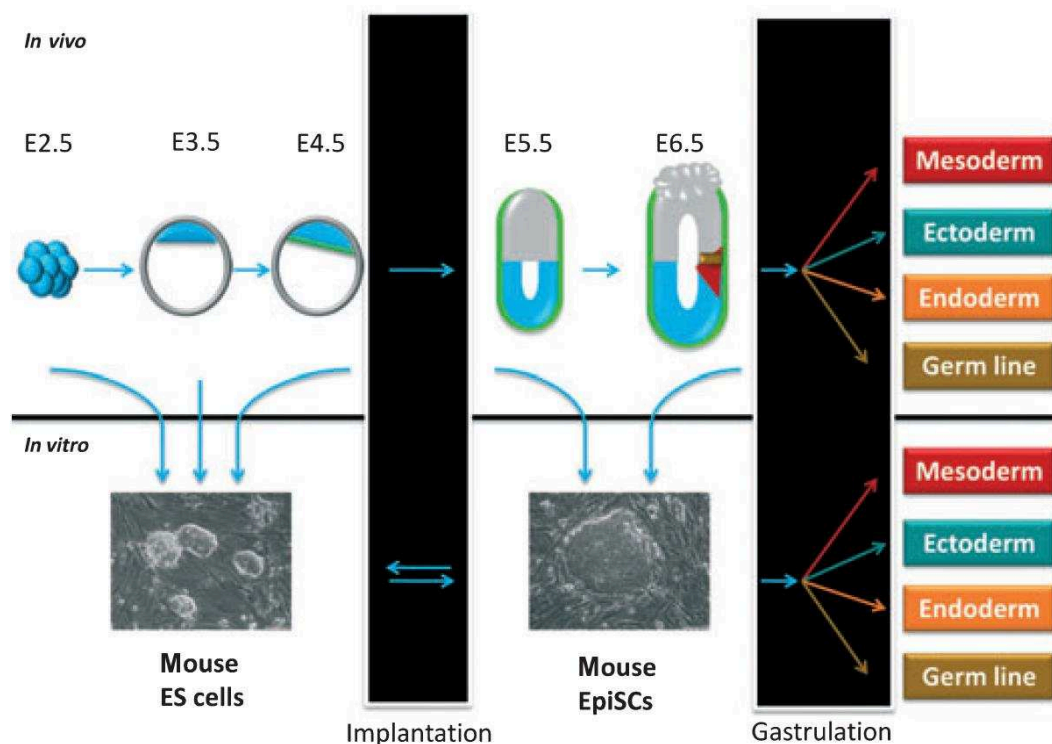 In vivo
E2.5
E3.5
E4.5
E5.5
E6.5
Mesoderm
Ectoderm
Endoderm
Germ line
In vitro
Mesoderm
Ectoderm
Endoderm
Germ line
Mouse
ES cells
Mouse
EpiSCs
Implantation
Gastrulation